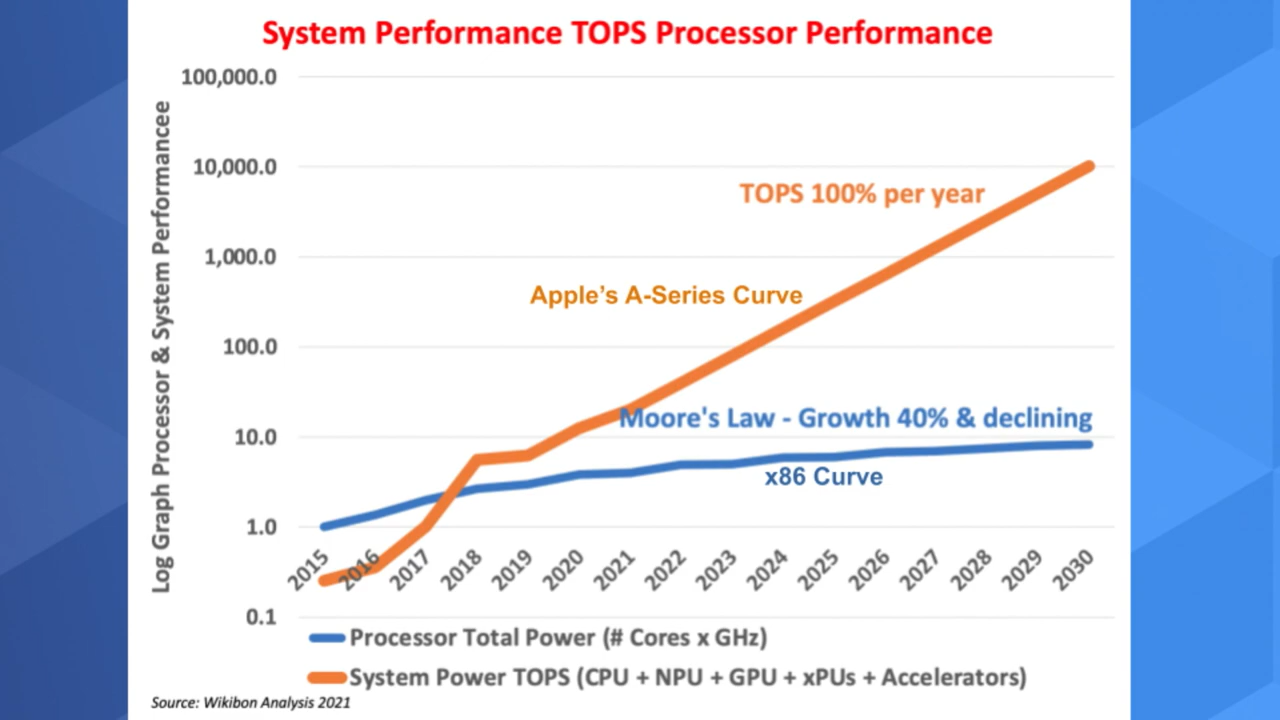 System Performance TOPS Processor Performance
Log Graph Processor & System Performancee
100,000.0
10,000.0
1,000.0
100.0
10.0
1.0
0.1
TOPS 100% per year
Apple's A-Series Curve
Moore's Law - Growth 40% & declining
x86 Curve
2015 2016 2017 2018 2019 2020 2021 2022 2023 2024 2025 2026 2027 2028 2029 2030
Processor Total Power (# Cores x GHz)
System Power TOPS (CPU + NPU + GPU + xPUs + Accelerators)
Source: Wikibon Analysis 2021